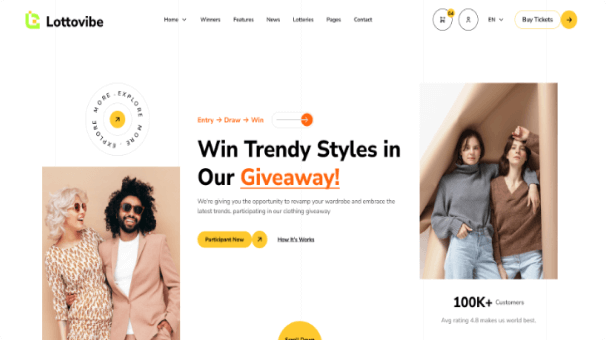 Lottovibe
Home Winners Features News Lotteries Pages Contact
EN
Buy Tickets
MORE . EXPLORE MORE . EXPLORE
Entry → Draw → Win
Win Trendy Styles in
Our Giveaway!
We're giving you the opportunity to revamp your wardrobe and embrace the
latest trends, participating in our clothing giveaway
Participant Now How It's Works
100K+ Customers
Avg rating 4.8 makes us world best.